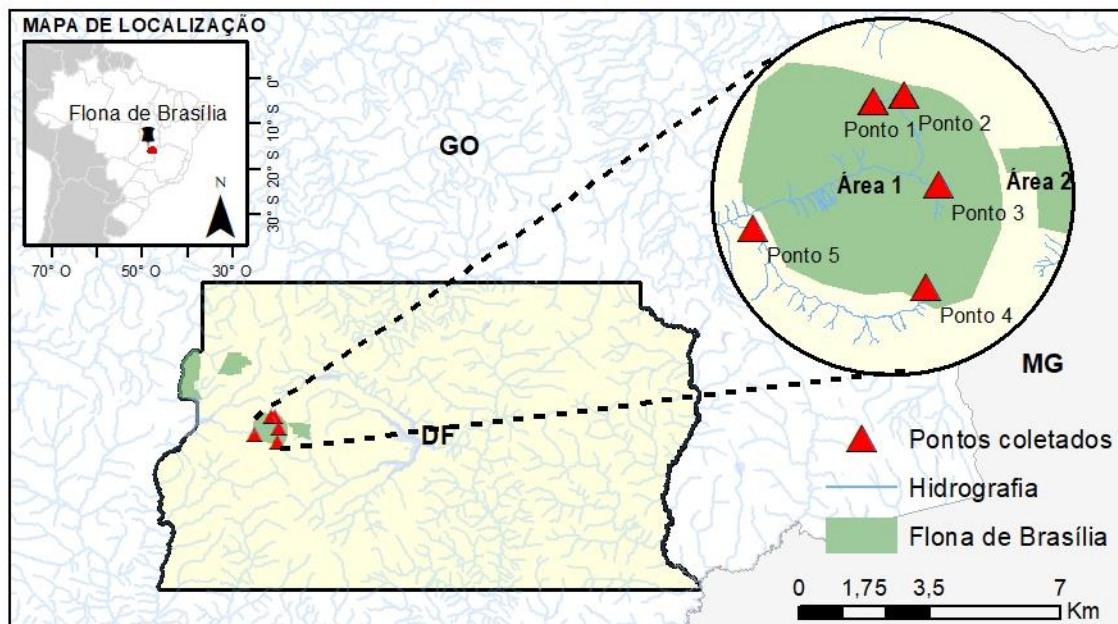 MAPA DE LOCALIZAÇÃO
Flona de Brasília
N
0°
10° S
20° S
30° S
70° O
50° O
30° O
GO
DF
MG
Ponto 1
Ponto 2
Área 1
Área 2
Ponto 3
Ponto 5
Ponto 4
Pontos coletados
Hidrografia
Flona de Brasília
0 1,75 3,5 7
Km